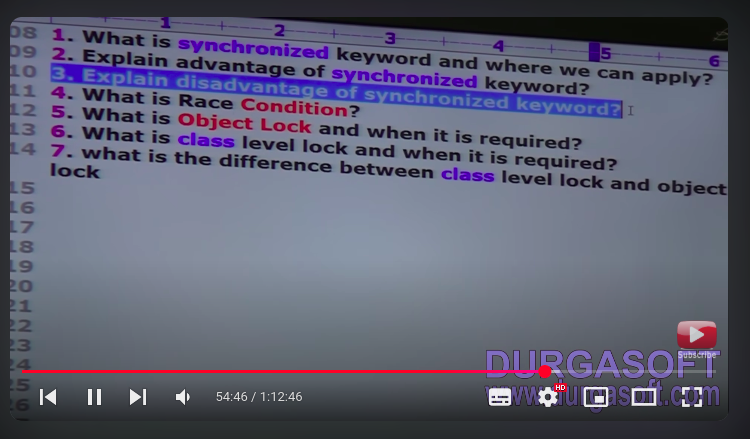 1 2 3 4 5 6
08 1. What is synchronized keyword and where we can apply?
09 2. Explain advantage of synchronized keyword?
10 3. Explain disadvantage of synchronized keyword?
11 4. What is Race Condition?
12 5. What is Object Lock and when it is required?
13 6. What is class level lock and when it is required?
14 7. what is the difference between class level lock and object
lock
15
16
17
18
19
20
21
22
23
24
25
26
Subscribe
DURGASOFT
www.durgasoft.com
54:46 / 1:12:46
HD